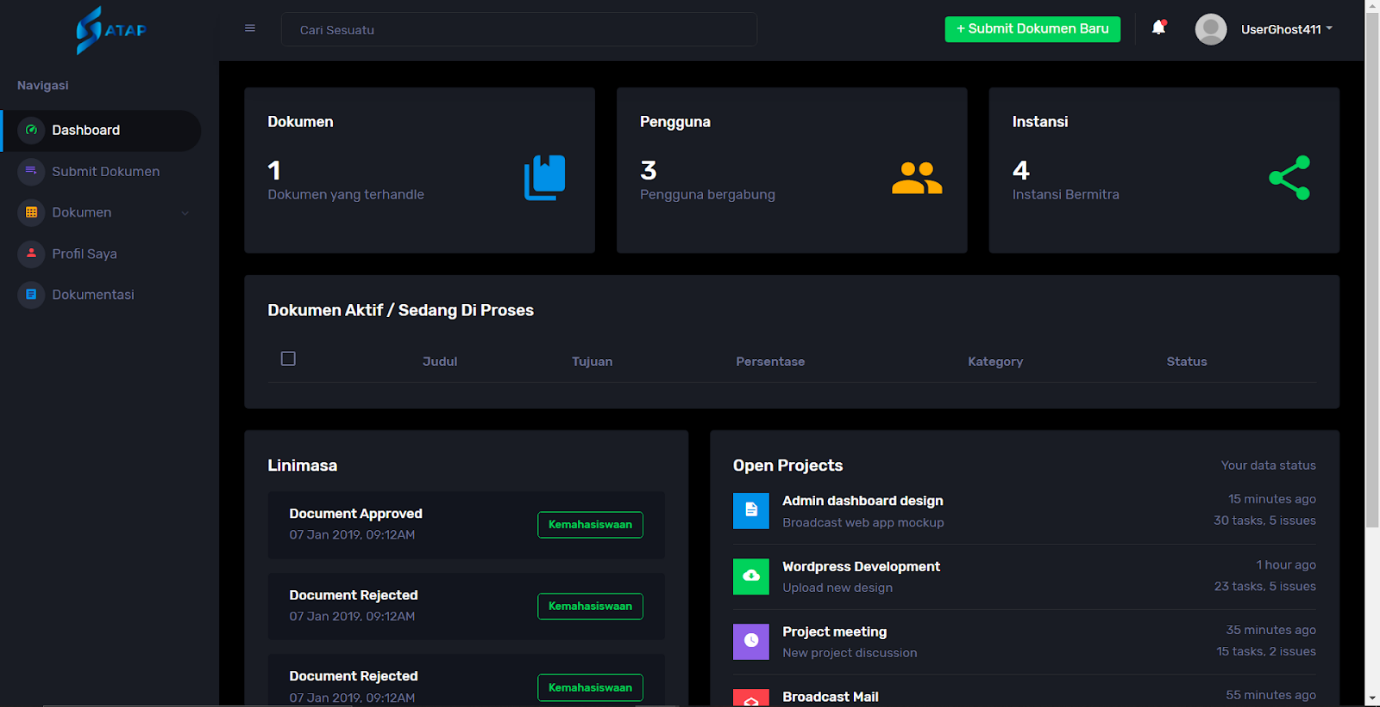 ATAP
Cari Sesuatu
+ Submit Dokumen Baru
UserGhost411
Navigasi
Dashboard
Submit Dokumen
Dokumen
Profil Saya
Dokumentasi
Dokumen
1
Dokumen yang terhandle
Pengguna
3
Pengguna bergabung
Instansi
4
Instansi Bermitra
Dokumen Aktif / Sedang Di Proses
Judul Tujuan Persentase Kategory Status
Linimasa
Document Approved
07 Jan 2019, 09:12AM
Kemahasiswaan
Document Rejected
07 Jan 2019, 09:12AM
Kemahasiswaan
Document Rejected
07 Jan 2019, 09:12AM
Kemahasiswaan
Open Projects
Your data status
Admin dashboard design
Broadcast web app mockup
15 minutes ago
30 tasks, 5 issues
Wordpress Development
Upload new design
1 hour ago
23 tasks, 5 issues
Project meeting
New project discussion
35 minutes ago
15 tasks, 2 issues
Broadcast Mail
55 minutes ago